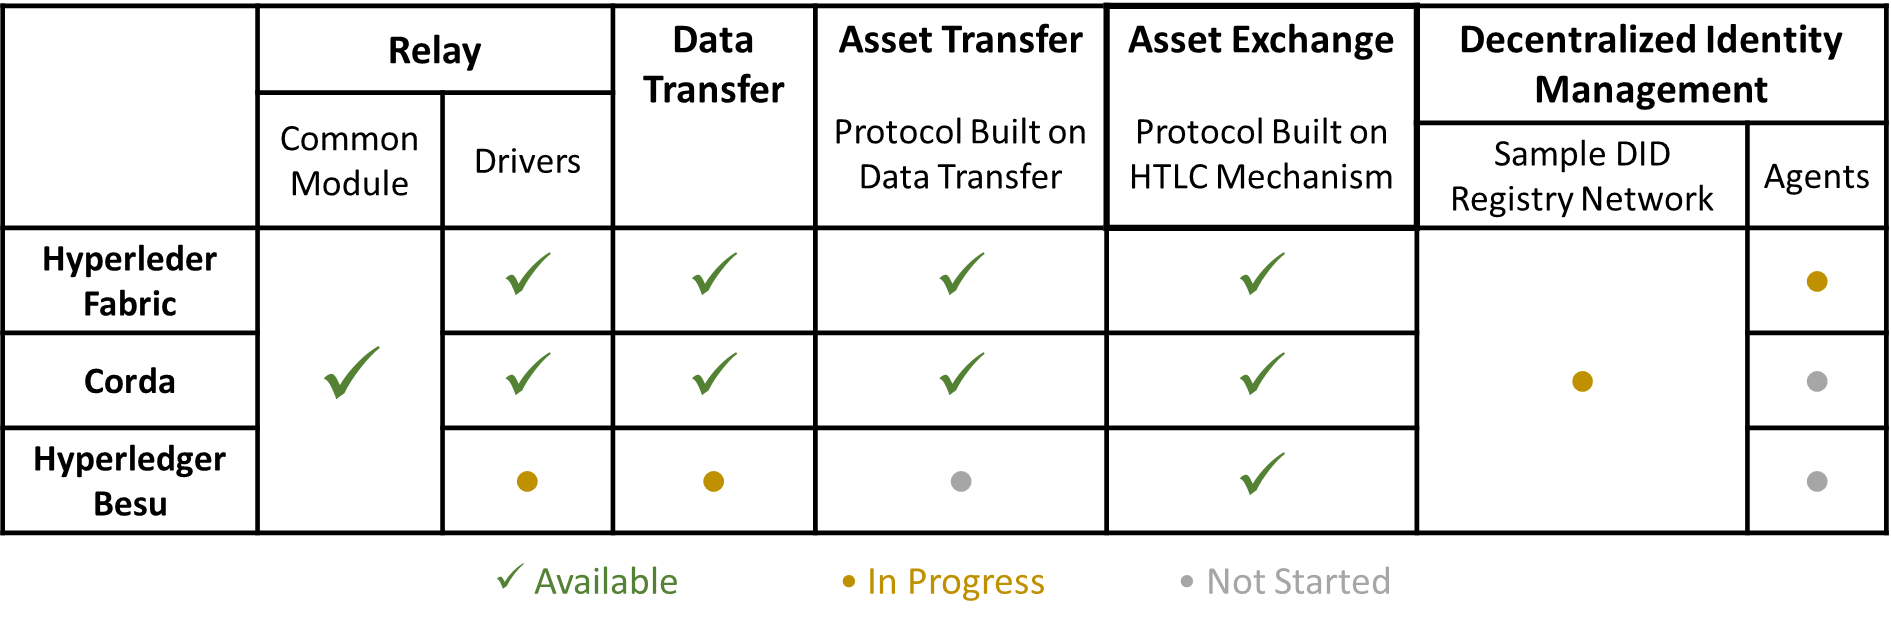 Relay
Data
Transfer
Asset Transfer
Protocol Built on
Data Transfer
Asset Exchange
Protocol Built on
HTLC Mechanism
Decentralized Identity
Management
Common
Module
Drivers
Sample DID
Registry Network
Agents
Hyperleder
Fabric
Corda
Hyperledger
Besu
✓ Available
● In Progress
● Not Started